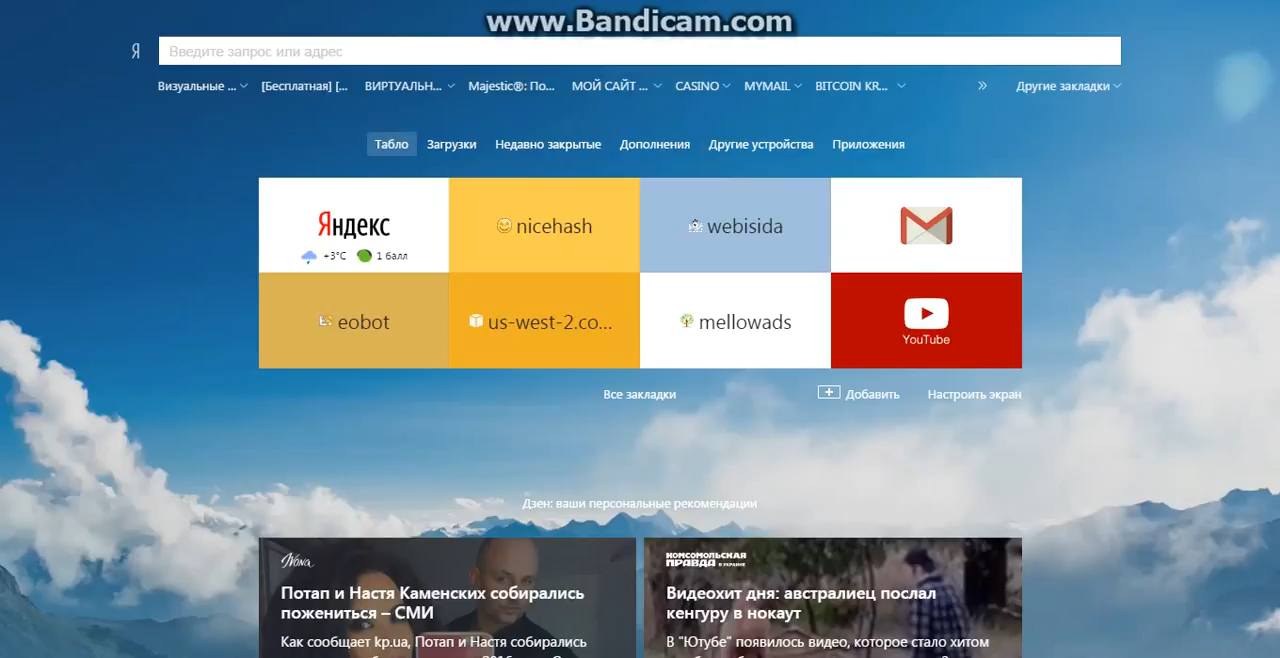 www.Bandicam.com
Я Введите запрос или адрес
Визуальные ... [Бесплатная] [... ВИРТУАЛЬН... Majestic®: По... МОЙ САЙТ ... CASINO MYMAIL BITCOIN KR... » Другие закладки
Табло Загрузки Недавно закрытые Дополнения Другие устройства Приложения
Яндекс
+3°C 1 балл
nicehash
webisida
eobot
us-west-2.co...
mellowads
YouTube
Все закладки
Добавить
Настроить экран
Дзен: ваши персональные рекомендации
Потап и Настя Каменских собирались
пожениться – СМИ
Как сообщает kp.ua, Потап и Настя собирались
КОМСОМОЛЬСКАЯ
ПРАВДА В УКРАИНЕ
Видеохит дня: австралиец послал
кенгуру в нокаут
В "Ютубе" появилось видео, которое стало хитом